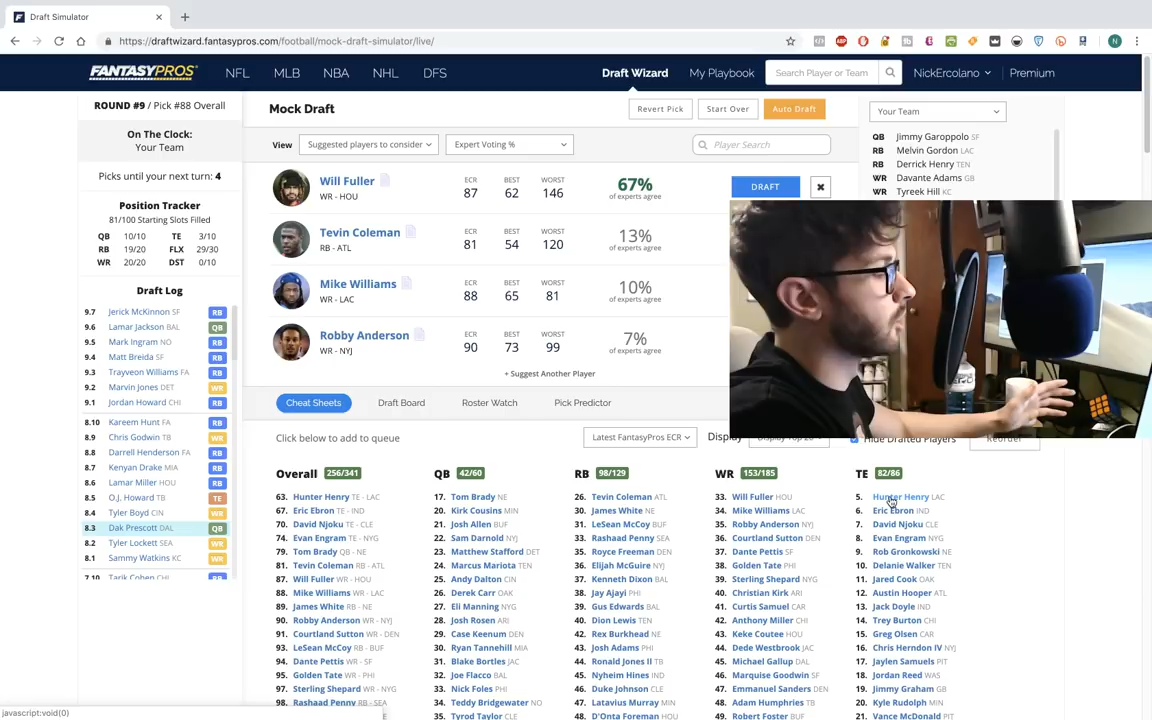 Draft Simulator
https://draftwizard.fantasypros.com/football/mock-draft-simulator/live/
FANTASYPROS NFL MLB NBA NHL DFS Draft Wizard My Playbook Search Player or Team NickErcolano Premium
ROUND #9 / Pick #88 Overall
On The Clock:
Your Team
Picks until your next turn: 4
Position Tracker
81/100 Starting Slots Filled
QB 10/10 TE 3/10
RB 19/20 FLX 29/30
WR 20/20 DST 0/10
Draft Log
9.7 Jerick McKinnon SF RB
9.6 Lamar Jackson BAL QB
9.5 Mark Ingram NO RB
9.4 Matt Breida SF RB
9.3 Trayveon Williams FA RB
9.2 Marvin Jones DET WR
9.1 Jordan Howard CHI RB
8.10 Kareem Hunt FA RB
8.9 Chris Godwin TB WR
8.8 Darrell Henderson FA RB
8.7 Kenyan Drake MIA RB
8.6 Lamar Miller HOU RB
8.5 O.J. Howard TB TE
8.4 Tyler Boyd CIN WR
8.3 Dak Prescott DAL QB
8.2 Tyler Lockett SEA WR
8.1 Sammy Watkins KC WR
7.10 Tarik Cohen CHI RB
Mock Draft Revert Pick Start Over Auto Draft
View Suggested players to consider Expert Voting % Player Search
Will Fuller ECR BEST WORST 67%
WR - HOU 87 62 146 of experts agree DRAFT
Tevin Coleman ECR BEST WORST 13%
RB - ATL 81 54 120 of experts agree
Mike Williams ECR BEST WORST 10%
WR - LAC 88 65 81 of experts agree
Robby Anderson ECR BEST WORST 7%
WR - NYJ 90 73 99 of experts agree
+ Suggest Another Player
Your Team
QB Jimmy Garoppolo SF
RB Melvin Gordon LAC
RB Derrick Henry TEN
WR Davante Adams GB
WR Tyreek Hill KC
Cheat Sheets Draft Board Roster Watch Pick Predictor
Click below to add to queue Latest FantasyPros ECR Display Display Top 20 Hide Drafted Players Reorder
Overall 256/341
63. Hunter Henry TE - LAC
67. Eric Ebron TE - IND
70. David Njoku TE - CLE
74. Evan Engram TE - NYG
79. Tom Brady QB - NE
81. Tevin Coleman RB - ATL
87. Will Fuller WR - HOU
88. Mike Williams WR - LAC
89. James White RB - NE
90. Robby Anderson WR - NYJ
91. Courtland Sutton WR - DEN
93. LeSean McCoy RB - BUF
94. Dante Pettis WR - SF
95. Golden Tate WR - PHI
97. Sterling Shepard WR - NYG
98. Rashaad Penny RB - SEA
QB 42/60
17. Tom Brady NE
20. Kirk Cousins MIN
21. Josh Allen BUF
22. Sam Darnold NYJ
23. Matthew Stafford DET
24. Marcus Mariota TEN
25. Andy Dalton CIN
26. Derek Carr OAK
27. Eli Manning NYG
28. Josh Rosen ARI
29. Case Keenum DEN
30. Ryan Tannehill MIA
31. Blake Bortles JAC
32. Joe Flacco BAL
33. Nick Foles PHI
34. Teddy Bridgewater NO
35. Tyrod Taylor CLE
RB 98/129
26. Tevin Coleman ATL
30. James White NE
31. LeSean McCoy BUF
33. Rashaad Penny SEA
35. Royce Freeman DEN
36. Elijah McGuire NYJ
37. Kenneth Dixon BAL
38. Jay Ajayi PHI
39. Gus Edwards BAL
40. Dion Lewis TEN
42. Rex Burkhead NE
43. Josh Adams PHI
44. Ronald Jones II TB
45. Nyheim Hines IND
46. Duke Johnson CLE
47. Latavius Murray MIN
48. D'Onta Foreman HOU
WR 153/185
33. Will Fuller HOU
34. Mike Williams LAC
35. Robby Anderson NYJ
36. Courtland Sutton DEN
37. Dante Pettis SF
38. Golden Tate PHI
39. Sterling Shepard NYG
40. Christian Kirk ARI
41. Curtis Samuel CAR
42. Anthony Miller CHI
43. Keke Coutee HOU
44. Dede Westbrook JAC
45. Michael Gallup DAL
46. Marquise Goodwin SF
47. Emmanuel Sanders DEN
48. Adam Humphries TB
49. Robert Foster BUF
TE 82/86
5. Hunter Henry LAC
6. Eric Ebron IND
7. David Njoku CLE
8. Evan Engram NYG
9. Rob Gronkowski NE
10. Delanie Walker TEN
11. Jared Cook OAK
12. Austin Hooper ATL
13. Jack Doyle IND
14. Trey Burton CHI
15. Greg Olsen CAR
16. Chris Herndon IV NYJ
17. Jaylen Samuels PIT
18. Jordan Reed WAS
19. Jimmy Graham GB
20. Kyle Rudolph MIN
21. Vance McDonald PIT
javascript:void(0)